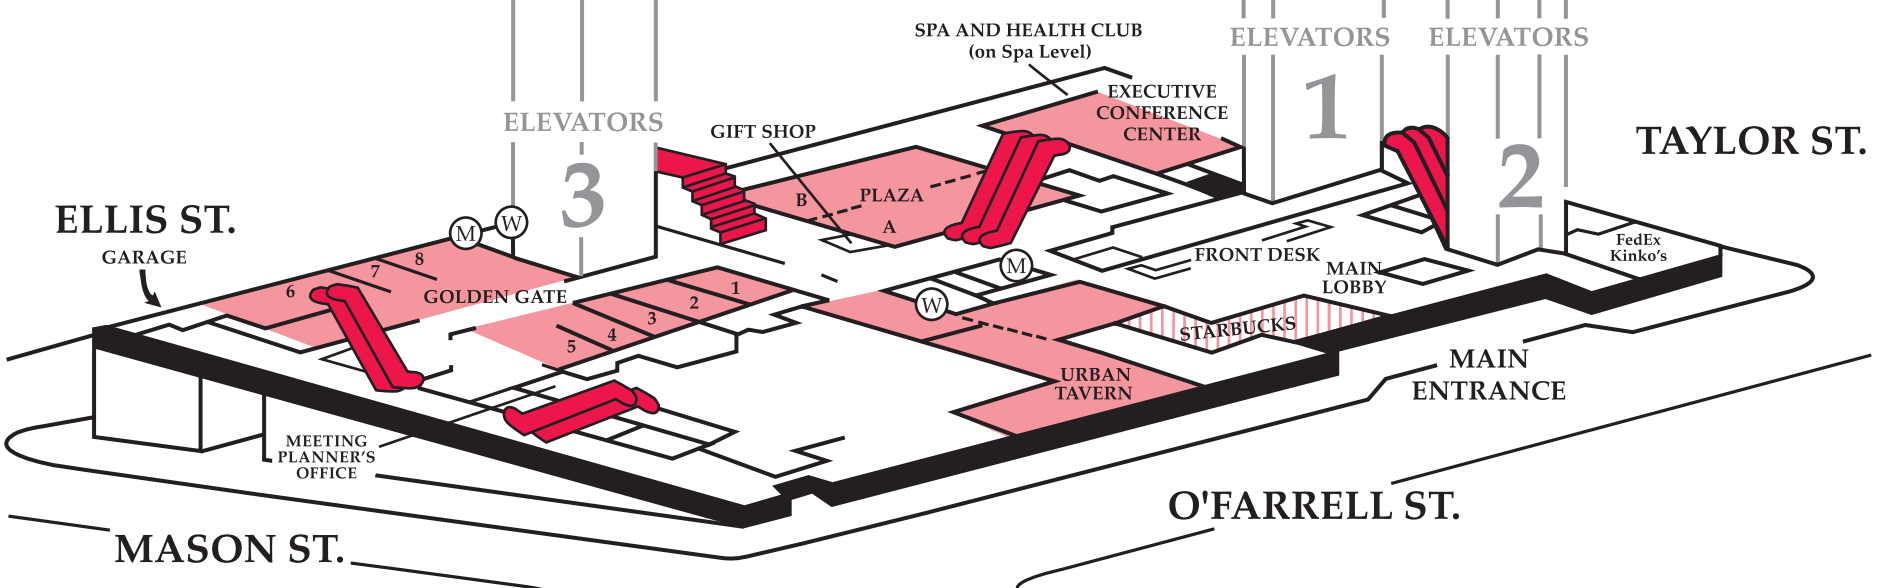 SPA AND HEALTH CLUB
(on Spa Level)
ELEVATORS
1
ELEVATORS
2
TAYLOR ST.
EXECUTIVE
CONFERENCE
CENTER
ELEVATORS
3
GIFT SHOP
B
PLAZA
A
ELLIS ST.
GARAGE
M
W
8
7
6
GOLDEN GATE
1
2
3
4
5
M
W
FRONT DESK
MAIN
LOBBY
FedEx
Kinko's
STARBUCKS
URBAN
TAVERN
MAIN
ENTRANCE
MEETING
PLANNER'S
OFFICE
O'FARRELL ST.
MASON ST.